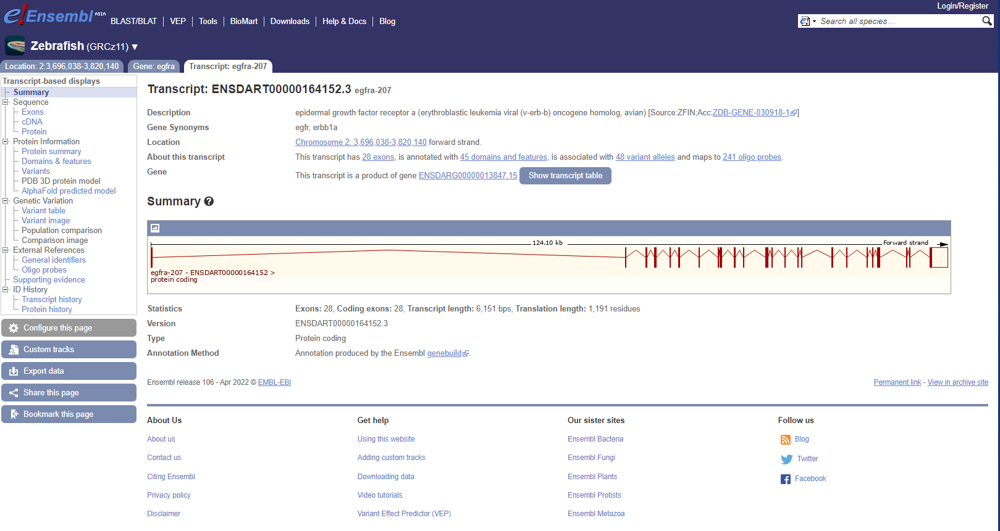 Login/Register
e!Ensembl ASIA
BLAST/BLAT VEP Tools BioMart Downloads Help & Docs Blog
Search all species…
Zebrafish (GRCz11) ▼
Location: 2:3,696,038-3,820,140 Gene: egfra Transcript: egfra-207
Transcript-based displays
Summary
Sequence
Exons
cDNA
Protein
Protein Information
Protein summary
Domains & features
Variants
PDB 3D protein model
AlphaFold predicted model
Genetic Variation
Variant table
Variant image
Population comparison
Comparison image
External References
General identifiers
Oligo probes
Supporting evidence
ID History
Transcript history
Protein history
Configure this page
Custom tracks
Export data
Share this page
Bookmark this page
Transcript: ENSDART00000164152.3 egfra-207
Description epidermal growth factor receptor a (erythroblastic leukemia viral (v-erb-b) oncogene homolog, avian) [Source:ZFIN;Acc:ZDB-GENE-030918-1]
Gene Synonyms egfr, erbb1a
Location Chromosome 2: 3,696,038-3,820,140 forward strand.
About this transcript This transcript has 28 exons, is annotated with 45 domains and features, is associated with 48 variant alleles and maps to 241 oligo probes.
Gene This transcript is a product of gene ENSDARG00000013847.15 Show transcript table
Summary ?
124.10 kb Forward strand
egfra-207 - ENSDART00000164152 >
protein coding
Statistics Exons: 28, Coding exons: 28, Transcript length: 6,151 bps, Translation length: 1,191 residues
Version ENSDART00000164152.3
Type Protein coding
Annotation Method Annotation produced by the Ensembl genebuild.
Ensembl release 106 - Apr 2022 © EMBL-EBI Permanent link - View in archive site
About Us
About us
Contact us
Citing Ensembl
Privacy policy
Disclaimer
Get help
Using this website
Adding custom tracks
Downloading data
Video tutorials
Variant Effect Predictor (VEP)
Our sister sites
Ensembl Bacteria
Ensembl Fungi
Ensembl Plants
Ensembl Protists
Ensembl Metazoa
Follow us
Blog
Twitter
Facebook